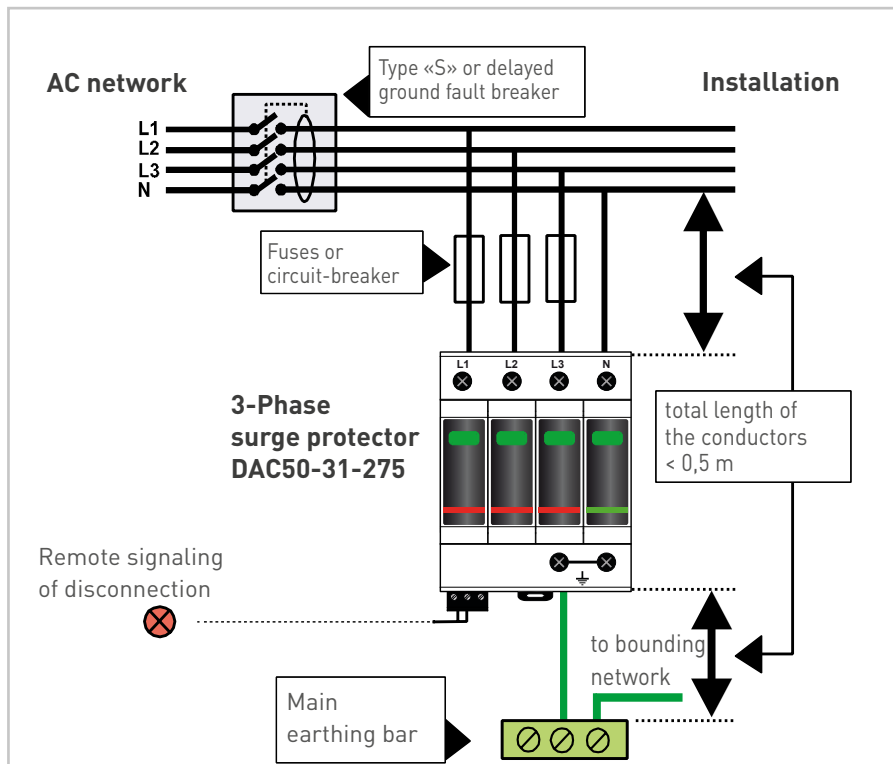 Type «S» or delayed
ground fault breaker
AC network
Installation
L1
L2
L3
N
Fuses or
circuit-breaker
L1 L2 L3 N
3-Phase
surge protector
DAC50-31-275
total length of
the conductors
< 0,5 m
Remote signaling
of disconnection
to bounding
network
Main
earthing bar